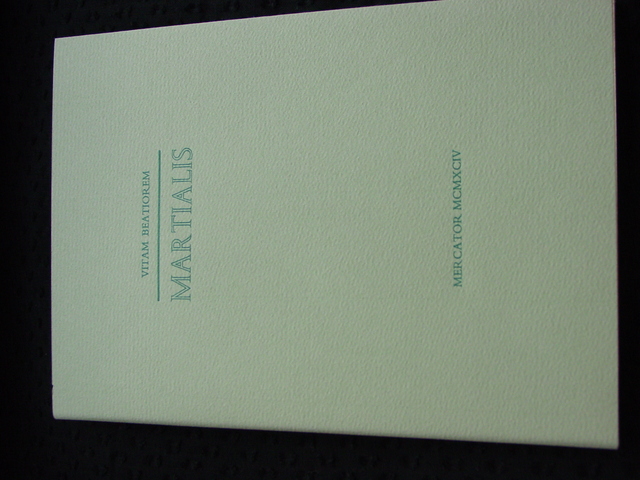 VITAM BEATIOREM
MARTIALIS
MERCATOR MCMXCIV